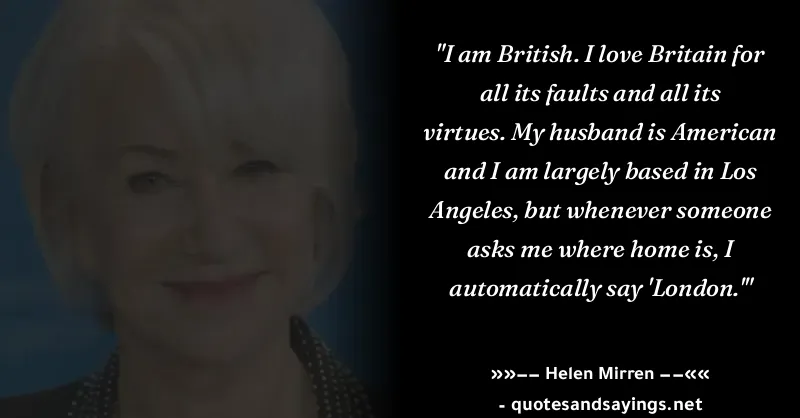 "I am British. I love Britain for
all its faults and all its
virtues. My husband is American
and I am largely based in Los
Angeles, but whenever someone
asks me where home is, I
automatically say 'London.'"
»»−− Helen Mirren −−««
- quotesandsayings.net